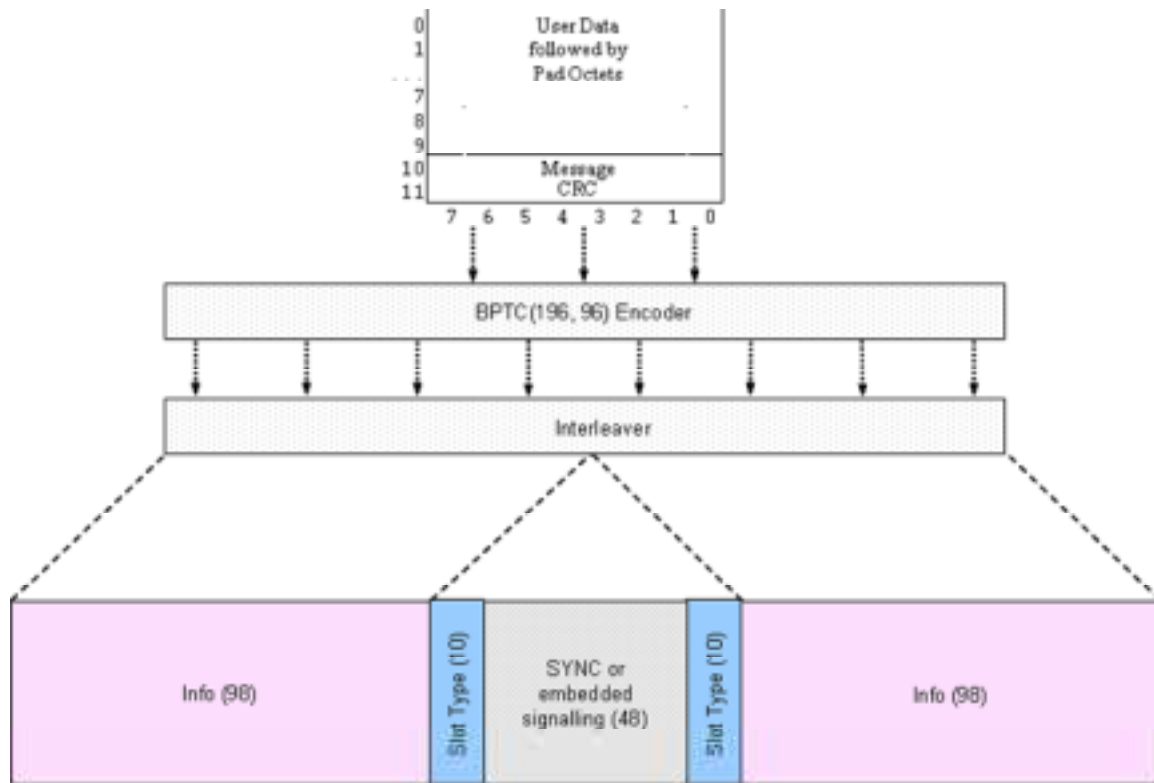 0
User Data
1
followed by
. . .
Pad Octets
7
8
9
10
Message
11
CRC
7 6 5 4 3 2 1 0
BPTC(196, 96) Encoder
Interleaver
Info (98)
Slot Type (10)
SYNC or
embedded
signalling (48)
Slot Type (10)
Info (98)